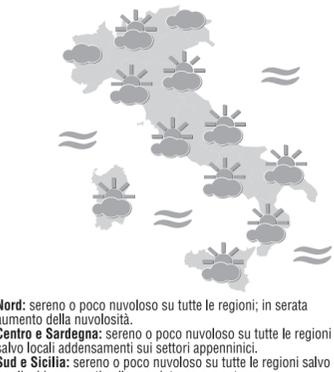 Nord: sereno o poco nuvoloso su tutte le regioni; in serata
aumento della nuvolosità.
Centro e Sardegna: sereno o poco nuvoloso su tutte le regioni
salvo locali addensamenti sui settori appenninici.
Sud e Sicilia: sereno o poco nuvoloso su tutte le regioni salvo